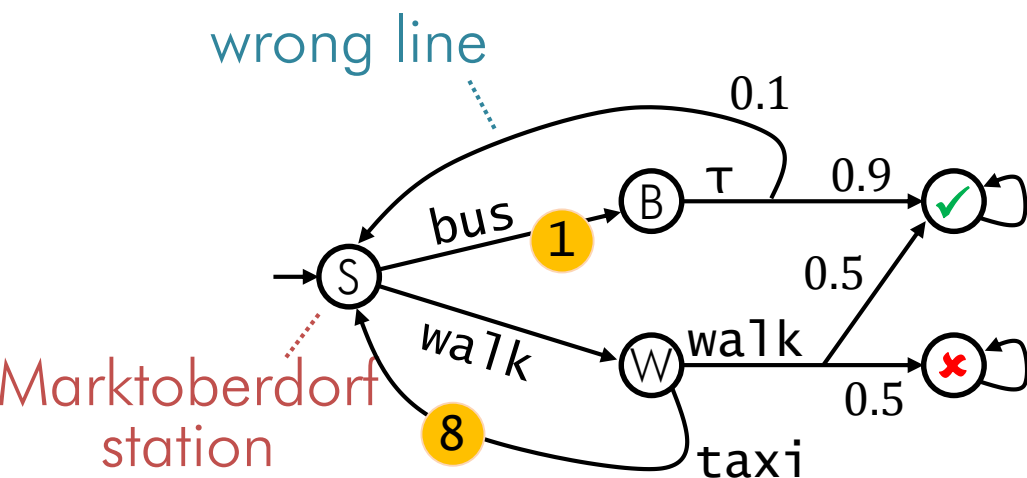 wrong line
0.1
τ
0.9
B
✓
bus
1
S
0.5
walk
walk
W
✘
Marktoberdorf
station
0.5
8
taxi